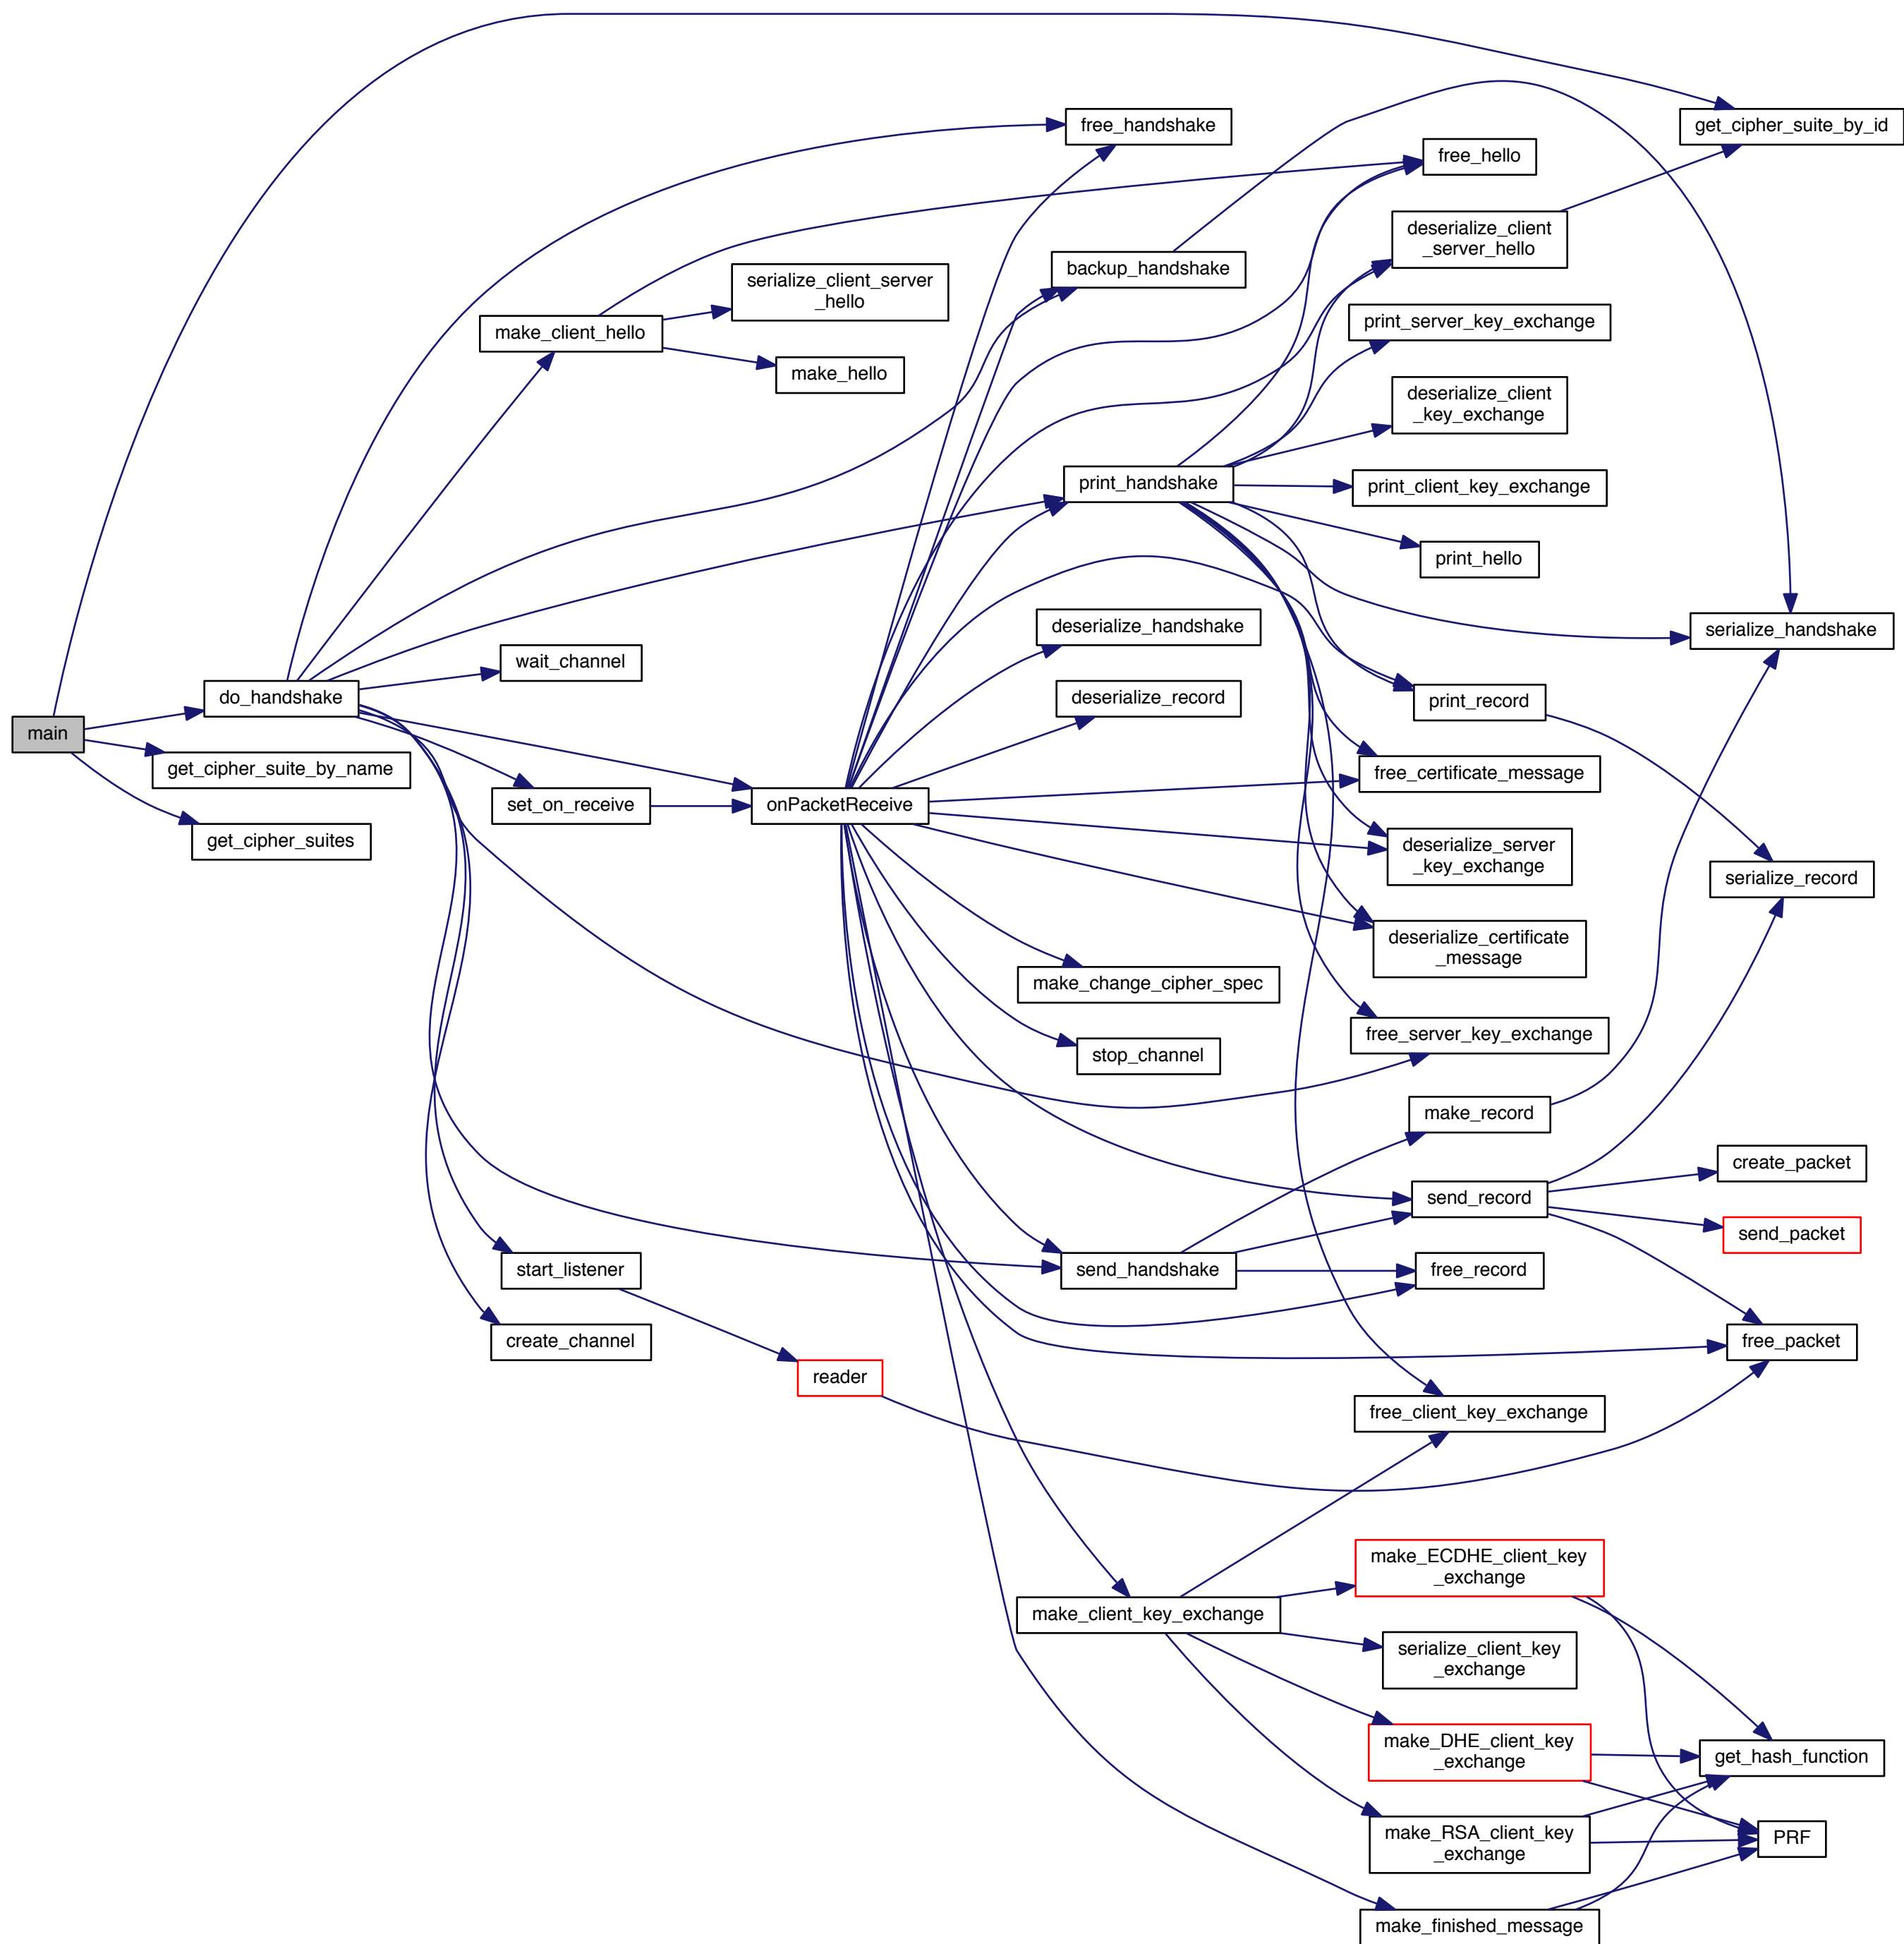 free_handshake
get_cipher_suite_by_id
free_hello
deserialize_client
_server_hello
backup_handshake
serialize_client_server
_hello
make_client_hello
print_server_key_exchange
make_hello
deserialize_client
_key_exchange
print_handshake
print_client_key_exchange
print_hello
deserialize_handshake
serialize_handshake
wait_channel
do_handshake
deserialize_record
print_record
main
get_cipher_suite_by_name
free_certificate_message
set_on_receive
onPacketReceive
get_cipher_suites
deserialize_server
_key_exchange
serialize_record
deserialize_certificate
_message
make_change_cipher_spec
free_server_key_exchange
stop_channel
make_record
create_packet
send_record
send_packet
start_listener
send_handshake
free_record
create_channel
free_packet
reader
free_client_key_exchange
make_ECDHE_client_key
_exchange
make_client_key_exchange
serialize_client_key
_exchange
make_DHE_client_key
_exchange
get_hash_function
make_RSA_client_key
_exchange
PRF
make_finished_message